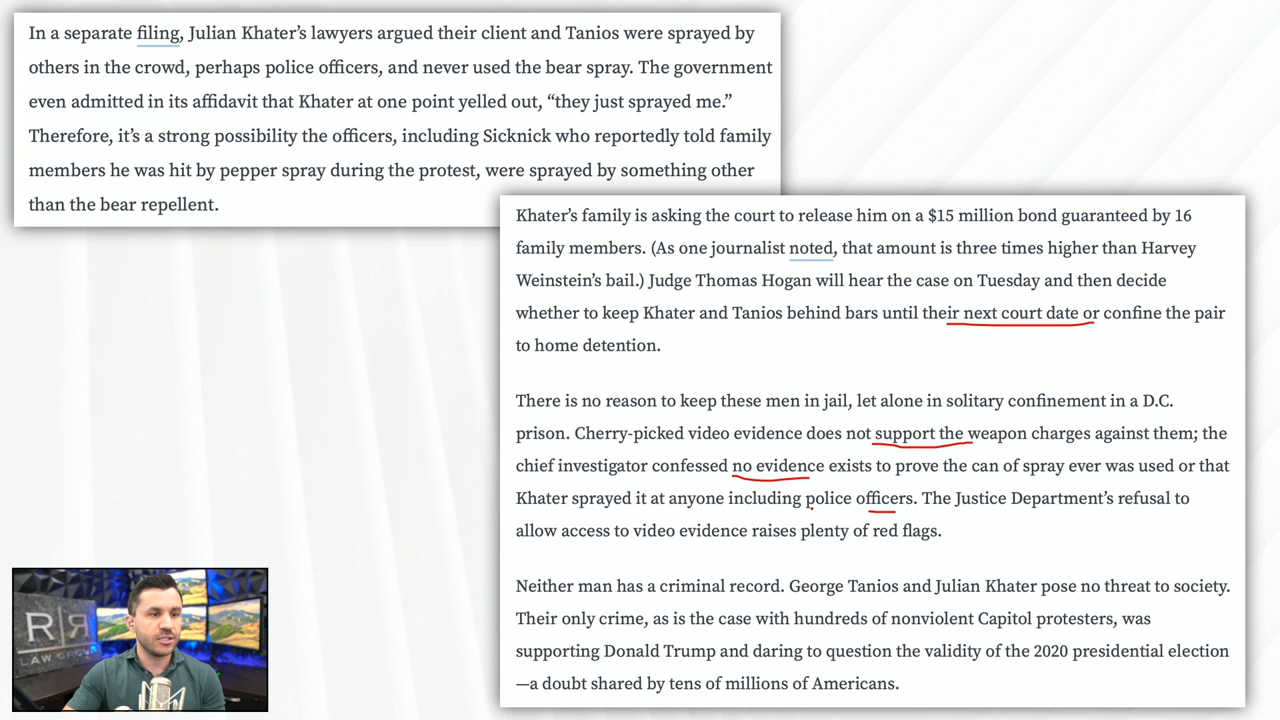 In a separate filing, Julian Khater’s lawyers argued their client and Tanios were sprayed by
others in the crowd, perhaps police officers, and never used the bear spray. The government
even admitted in its affidavit that Khater at one point yelled out, “they just sprayed me.”
Therefore, it’s a strong possibility the officers, including Sicknick who reportedly told family
members he was hit by pepper spray during the protest, were sprayed by something other
than the bear repellent.
Khater’s family is asking the court to release him on a $15 million bond guaranteed by 16
family members. (As one journalist noted, that amount is three times higher than Harvey
Weinstein’s bail.) Judge Thomas Hogan will hear the case on Tuesday and then decide
whether to keep Khater and Tanios behind bars until their next court date or confine the pair
to home detention.
There is no reason to keep these men in jail, let alone in solitary confinement in a D.C.
prison. Cherry-picked video evidence does not support the weapon charges against them; the
chief investigator confessed no evidence exists to prove the can of spray ever was used or that
Khater sprayed it at anyone including police officers. The Justice Department’s refusal to
allow access to video evidence raises plenty of red flags.
Neither man has a criminal record. George Tanios and Julian Khater pose no threat to society.
Their only crime, as is the case with hundreds of nonviolent Capitol protesters, was
supporting Donald Trump and daring to question the validity of the 2020 presidential election
—a doubt shared by tens of millions of Americans.
R|R
LAW GROUP